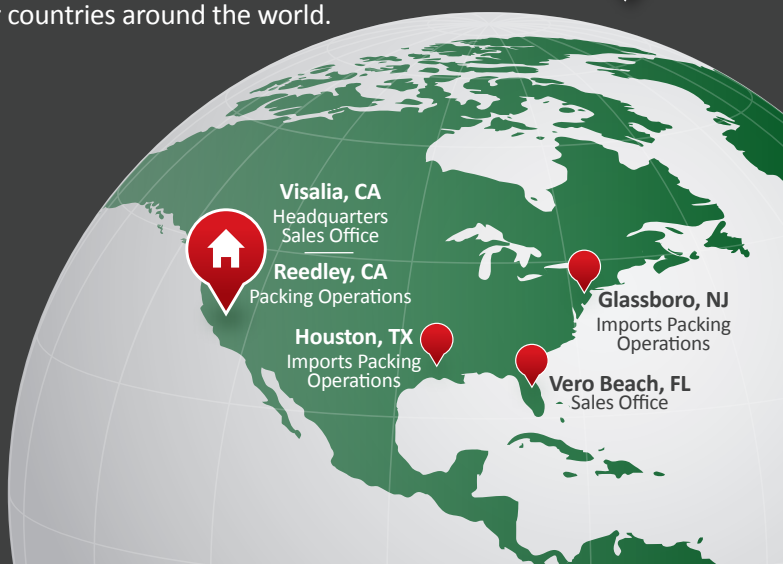 countries around the world.
Visalia, CA
Headquarters
Sales Office
Reedley, CA
Packing Operations
Houston, TX
Imports Packing
Operations
Glassboro, NJ
Imports Packing
Operations
Vero Beach, FL
Sales Office